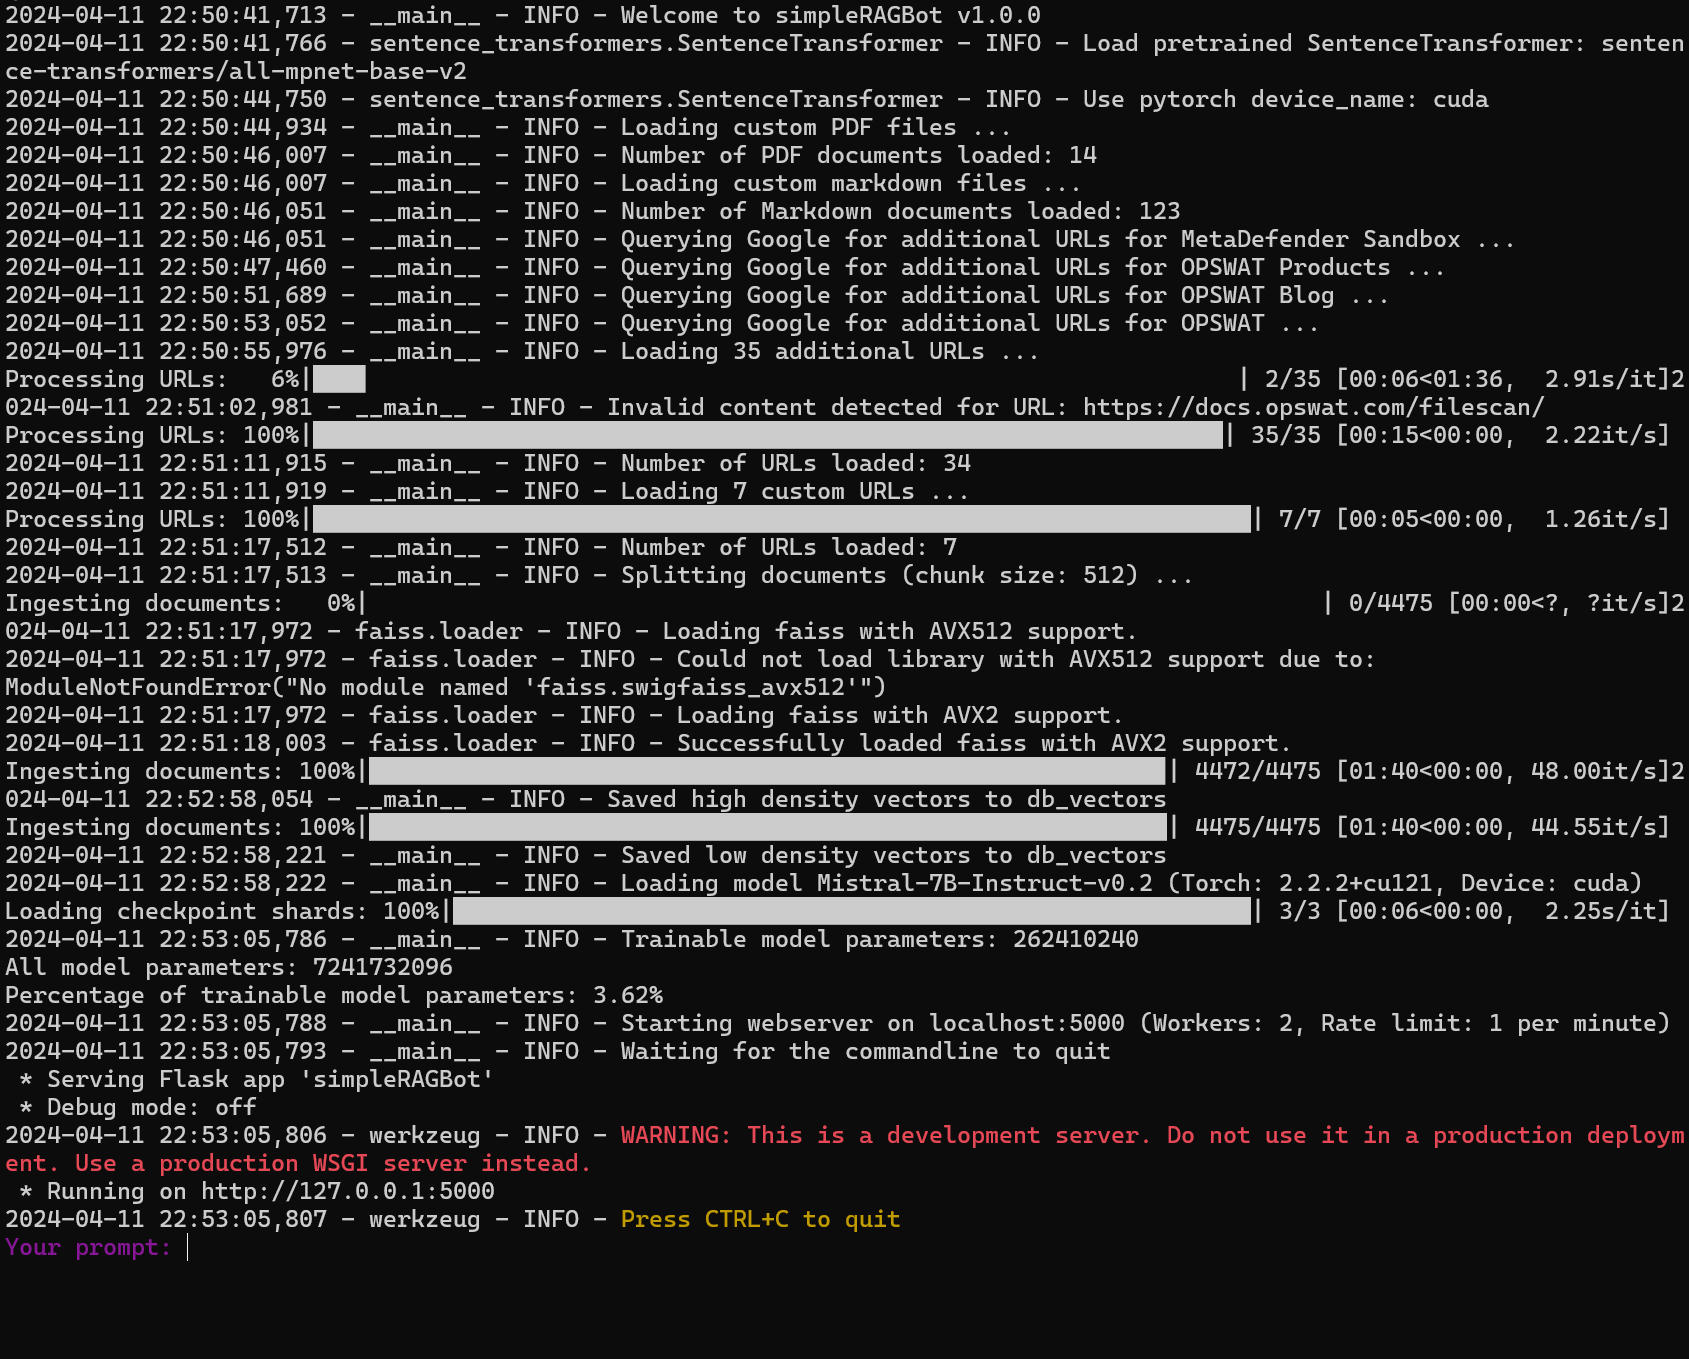 2024-04-11 22:50:41,713 - __main__ - INFO - Welcome to simpleRAGBot v1.0.0
2024-04-11 22:50:41,766 - sentence_transformers.SentenceTransformer - INFO - Load pretrained SentenceTransformer: senten
ce-transformers/all-mpnet-base-v2
2024-04-11 22:50:44,750 - sentence_transformers.SentenceTransformer - INFO - Use pytorch device_name: cuda
2024-04-11 22:50:44,934 - __main__ - INFO - Loading custom PDF files ...
2024-04-11 22:50:46,007 - __main__ - INFO - Number of PDF documents loaded: 14
2024-04-11 22:50:46,007 - __main__ - INFO - Loading custom markdown files ...
2024-04-11 22:50:46,051 - __main__ - INFO - Number of Markdown documents loaded: 123
2024-04-11 22:50:46,051 - __main__ - INFO - Querying Google for additional URLs for MetaDefender Sandbox ...
2024-04-11 22:50:47,460 - __main__ - INFO - Querying Google for additional URLs for OPSWAT Products ...
2024-04-11 22:50:51,689 - __main__ - INFO - Querying Google for additional URLs for OPSWAT Blog ...
2024-04-11 22:50:53,052 - __main__ - INFO - Querying Google for additional URLs for OPSWAT ...
2024-04-11 22:50:55,976 - __main__ - INFO - Loading 35 additional URLs ...
Processing URLs:   6%|████                                                              | 2/35 [00:06<01:36,  2.91s/it]2
024-04-11 22:51:02,981 - __main__ - INFO - Invalid content detected for URL: https://docs.opswat.com/filescan/
Processing URLs: 100%|█████████████████████████████████████████████████████████████████| 35/35 [00:15<00:00,  2.22it/s]
2024-04-11 22:51:11,915 - __main__ - INFO - Number of URLs loaded: 34
2024-04-11 22:51:11,919 - __main__ - INFO - Loading 7 custom URLs ...
Processing URLs: 100%|███████████████████████████████████████████████████████████████████| 7/7 [00:05<00:00,  1.26it/s]
2024-04-11 22:51:17,512 - __main__ - INFO - Number of URLs loaded: 7
2024-04-11 22:51:17,513 - __main__ - INFO - Splitting documents (chunk size: 512) ...
Ingesting documents:   0%|                                                                    | 0/4475 [00:00<?, ?it/s]2
024-04-11 22:51:17,972 - faiss.loader - INFO - Loading faiss with AVX512 support.
2024-04-11 22:51:17,972 - faiss.loader - INFO - Could not load library with AVX512 support due to:
ModuleNotFoundError("No module named 'faiss.swigfaiss_avx512'")
2024-04-11 22:51:17,972 - faiss.loader - INFO - Loading faiss with AVX2 support.
2024-04-11 22:51:18,003 - faiss.loader - INFO - Successfully loaded faiss with AVX2 support.
Ingesting documents: 100%|█████████████████████████████████████████████████████████| 4472/4475 [01:40<00:00, 48.00it/s]2
024-04-11 22:52:58,054 - __main__ - INFO - Saved high density vectors to db_vectors
Ingesting documents: 100%|█████████████████████████████████████████████████████████| 4475/4475 [01:40<00:00, 44.55it/s]
2024-04-11 22:52:58,221 - __main__ - INFO - Saved low density vectors to db_vectors
2024-04-11 22:52:58,222 - __main__ - INFO - Loading model Mistral-7B-Instruct-v0.2 (Torch: 2.2.2+cu121, Device: cuda)
Loading checkpoint shards: 100%|█████████████████████████████████████████████████████████| 3/3 [00:06<00:00,  2.25s/it]
2024-04-11 22:53:05,786 - __main__ - INFO - Trainable model parameters: 262410240
All model parameters: 7241732096
Percentage of trainable model parameters: 3.62%
2024-04-11 22:53:05,788 - __main__ - INFO - Starting webserver on localhost:5000 (Workers: 2, Rate limit: 1 per minute)
2024-04-11 22:53:05,793 - __main__ - INFO - Waiting for the commandline to quit
 * Serving Flask app 'simpleRAGBot'
 * Debug mode: off
2024-04-11 22:53:05,806 - werkzeug - INFO - WARNING: This is a development server. Do not use it in a production deploym
ent. Use a production WSGI server instead.
 * Running on http://127.0.0.1:5000
2024-04-11 22:53:05,807 - werkzeug - INFO - Press CTRL+C to quit
Your prompt: